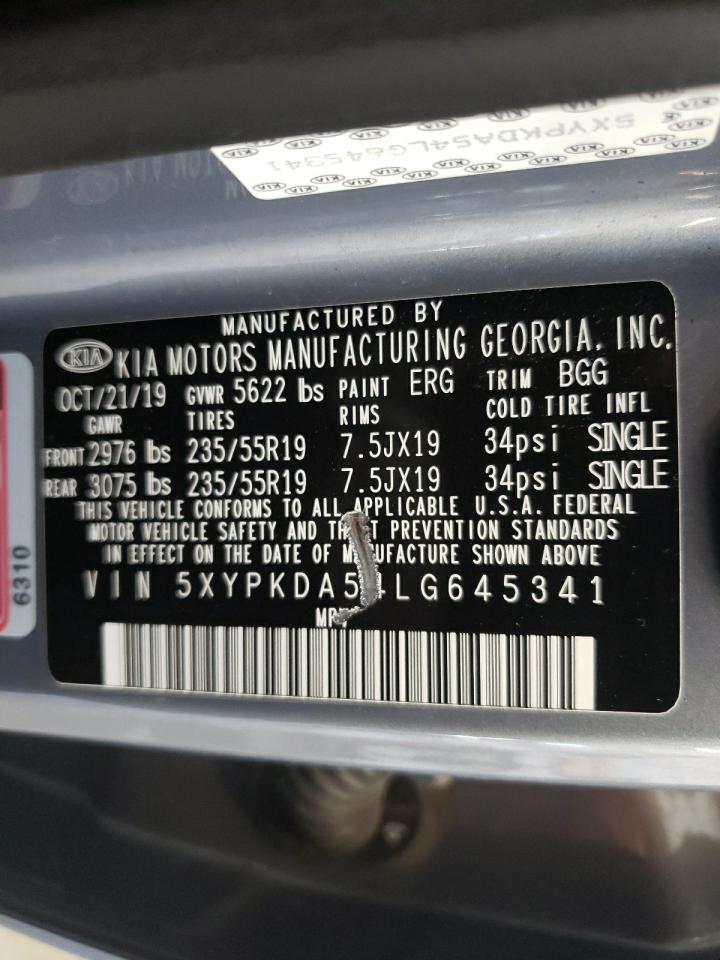 5XYPKDA54LG645341
MANUFACTURED BY
KIA KIA MOTORS MANUFACTURING GEORGIA, INC.
OCT/21/19 GVWR 5622 lbs PAINT ERG TRIM BGG
GAWR TIRES RIMS COLD TIRE INFL
FRONT 2976 lbs 235/55R19 7.5JX19 34psi SINGLE
REAR 3075 lbs 235/55R19 7.5JX19 34psi SINGLE
THIS VEHICLE CONFORMS TO ALL APPLICABLE U.S.A. FEDERAL
MOTOR VEHICLE SAFETY AND THEFT PREVENTION STANDARDS
IN EFFECT ON THE DATE OF MANUFACTURE SHOWN ABOVE
VIN 5XYPKDA54LG645341
MPV
6310